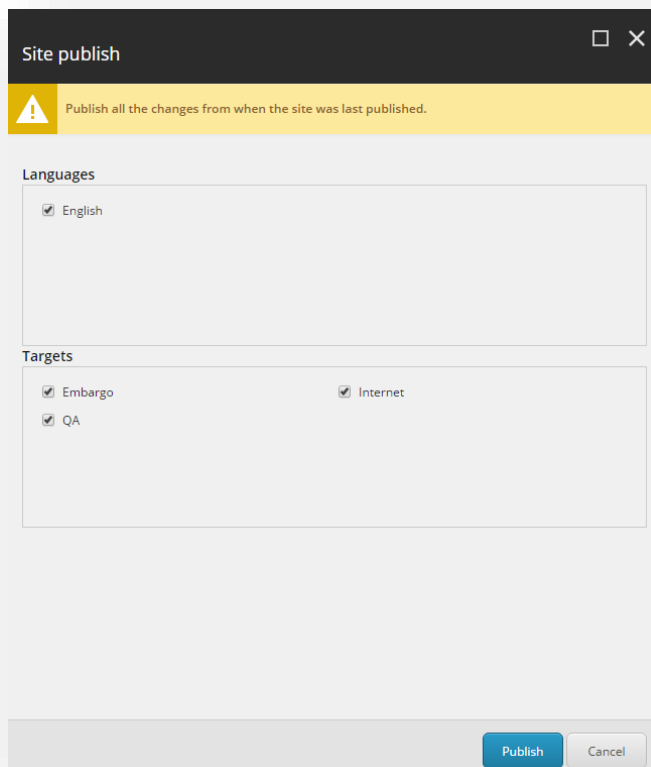 Site publish
Publish all the changes from when the site was last published.
Languages
English
Targets
Embargo
Internet
QA
Publish
Cancel